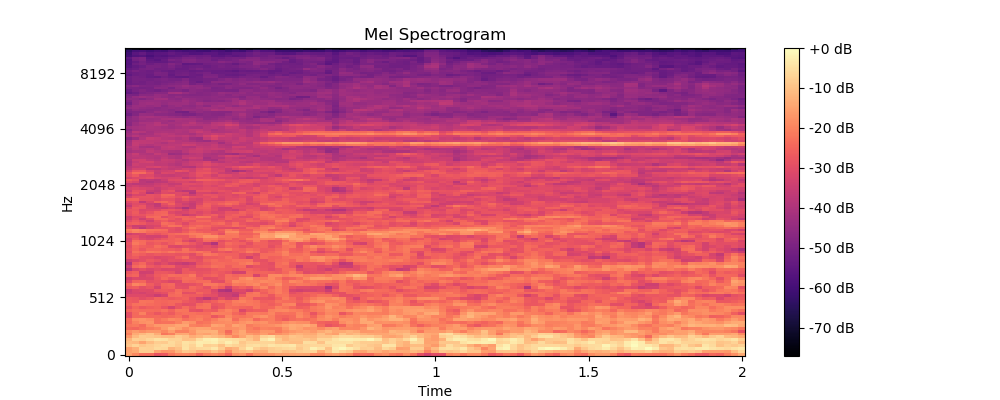 Mel Spectrogram
Hz
8192
4096
2048
1024
512
0
0
0.5
1
1.5
2
Time
+0 dB
-10 dB
-20 dB
-30 dB
-40 dB
-50 dB
-60 dB
-70 dB